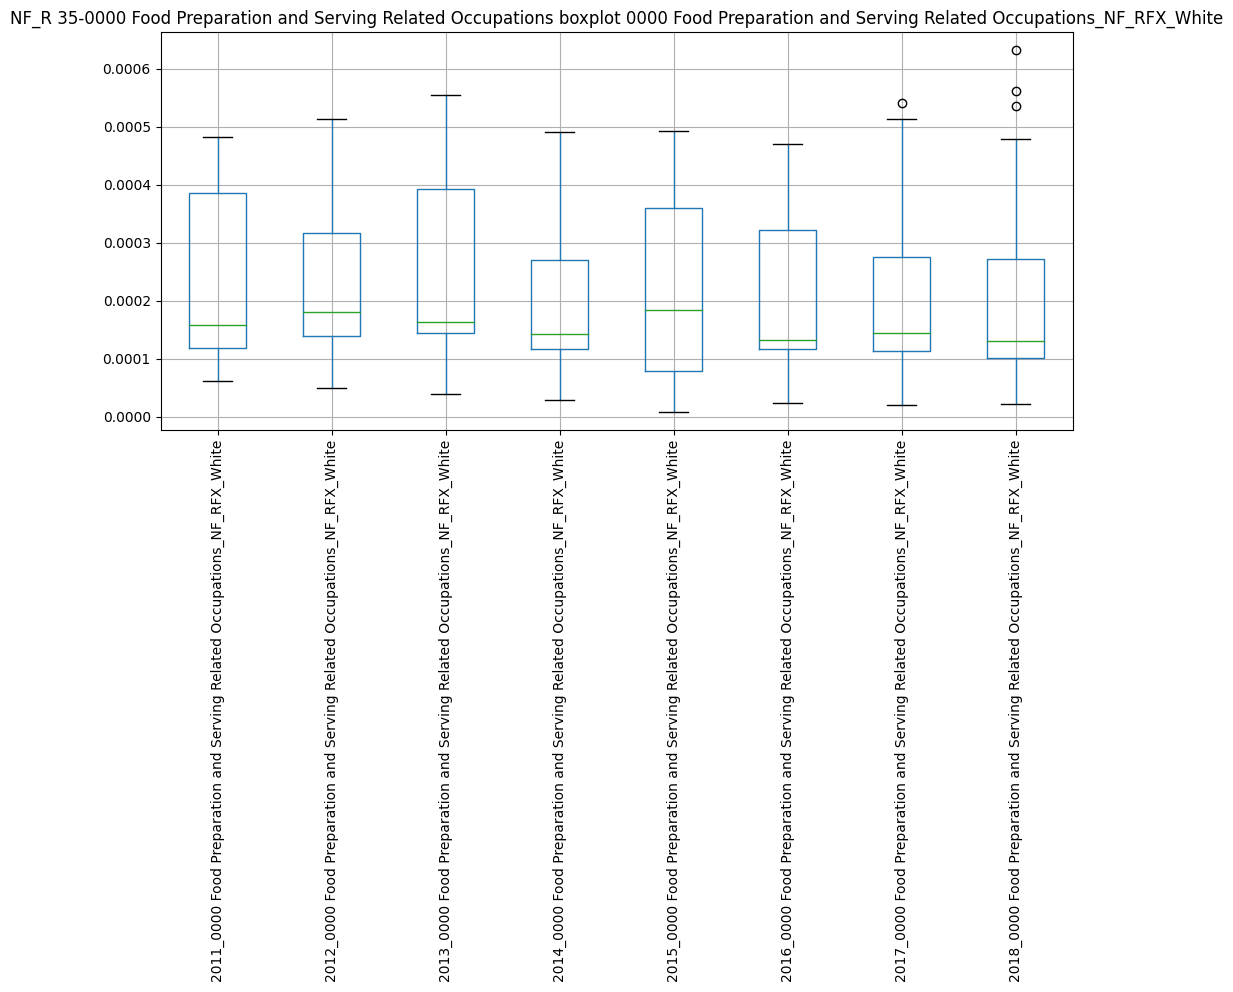 NF_R 35-0000 Food Preparation and Serving Related Occupations boxplot 0000 Food Preparation and Serving Related Occupations_NF_RFX_White
0.0006
0.0005
0.0004
0.0003
0.0002
0.0001
0.0000
2011_0000 Food Preparation and Serving Related Occupations_NF_RFX_White
2012_0000 Food Preparation and Serving Related Occupations_NF_RFX_White
2013_0000 Food Preparation and Serving Related Occupations_NF_RFX_White
2014_0000 Food Preparation and Serving Related Occupations_NF_RFX_White
2015_0000 Food Preparation and Serving Related Occupations_NF_RFX_White
2016_0000 Food Preparation and Serving Related Occupations_NF_RFX_White
2017_0000 Food Preparation and Serving Related Occupations_NF_RFX_White
2018_0000 Food Preparation and Serving Related Occupations_NF_RFX_White